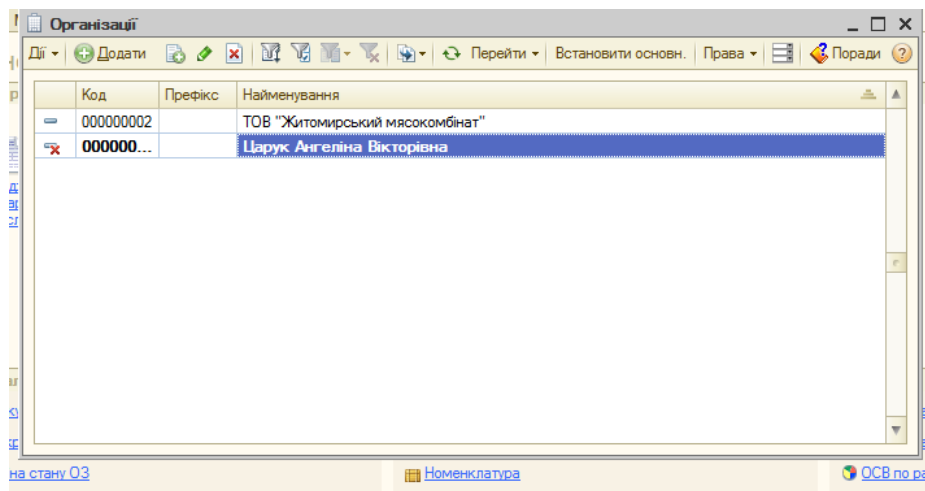 Організації
Дії Додати Перейти Встановити основн. Права Поради
Код Префікс Найменування
000000002 ТОВ "Житомирський мясокомбінат"
000000... Царук Ангеліна Вікторівна
на стану ОЗ Номенклатура ОСВ по ра